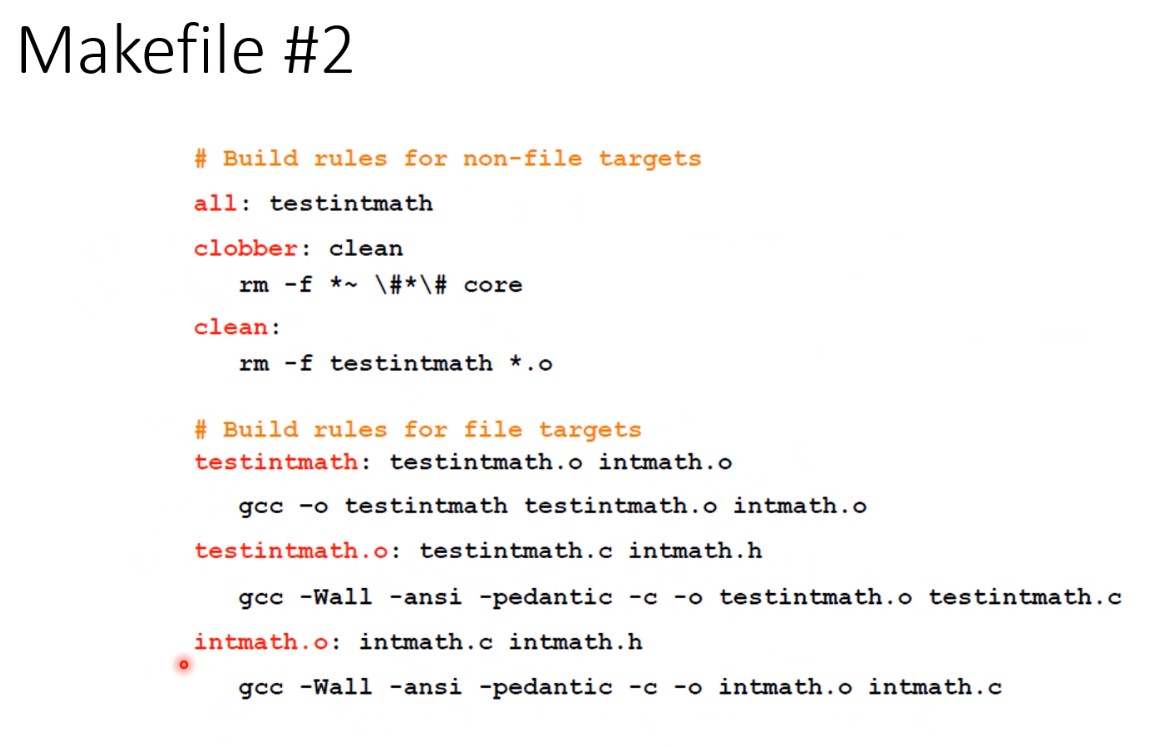 Makefile #2
# Build rules for non-file targets
all: testintmath
clobber: clean
rm -f *~ \#*\# core
clean:
rm -f testintmath *.o
# Build rules for file targets
testintmath: testintmath.o intmath.o
gcc –o testintmath testintmath.o intmath.o
testintmath.o: testintmath.c intmath.h
gcc -Wall -ansi -pedantic -c -o testintmath.o testintmath.c
intmath.o: intmath.c intmath.h
gcc -Wall -ansi -pedantic -c -o intmath.o intmath.c